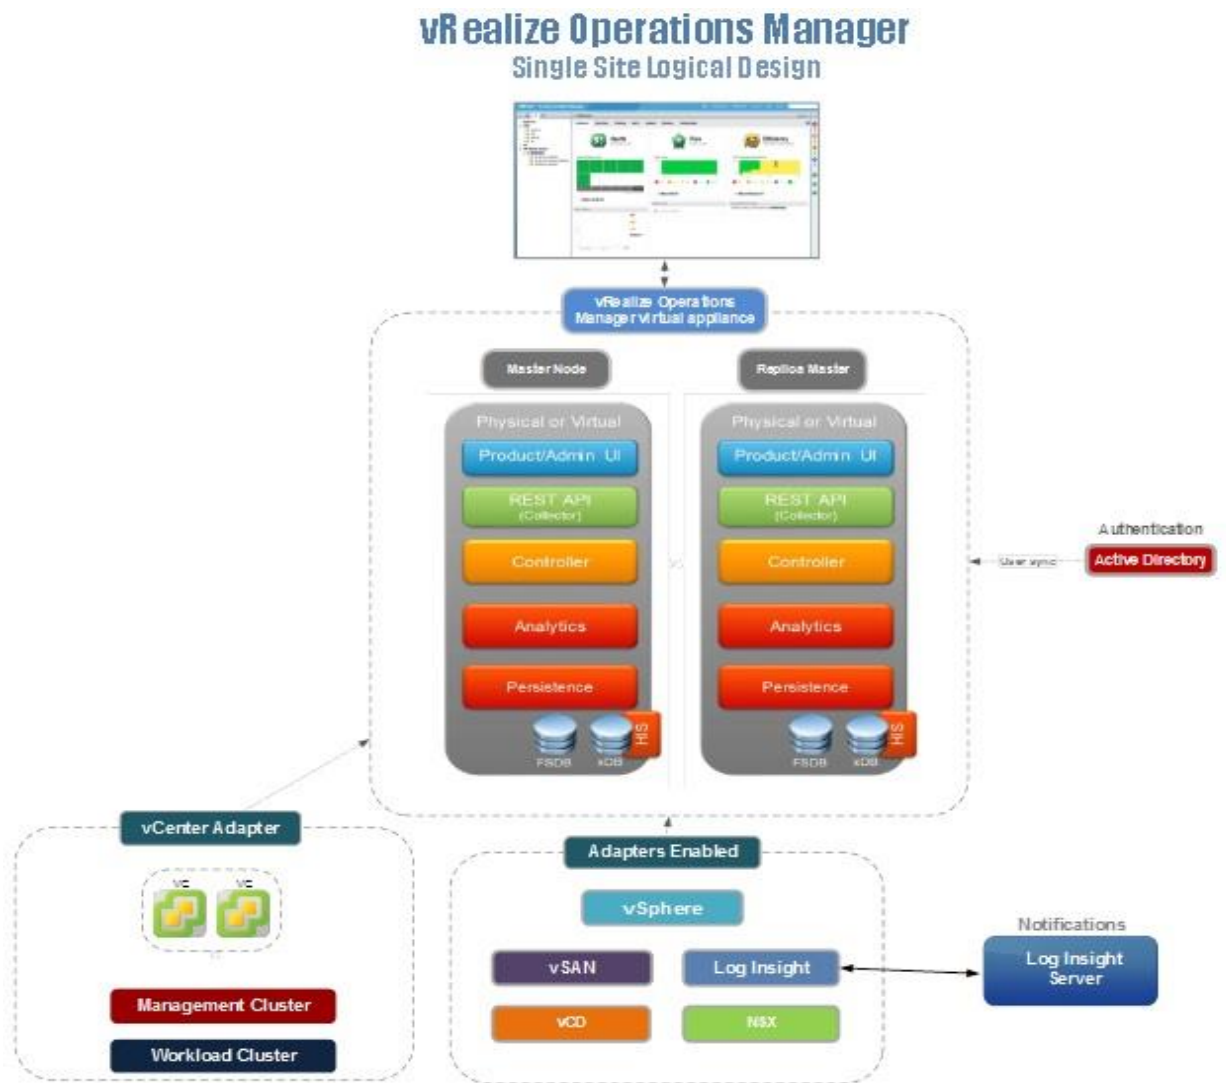 vRealize Operations Manager
Single Site Logical Design
Health
Efficiency
vRealize Operations
Manager virtual appliance
Master Node
Replica Master
Physical or Virtual
Product/Admin UI
REST API
(Collector)
Controller
Analytics
Persistence
FSDB
xDB
HIS
Physical or Virtual
Product/Admin UI
REST API
(Collector)
Controller
Analytics
Persistence
FSDB
xDB
HIS
Authentication
Active Directory
User sync
vCenter Adapter
VC
VC
Management Cluster
Workload Cluster
Adapters Enabled
vSphere
vSAN
Log Insight
vCD
NSX
Notifications
Log Insight
Server